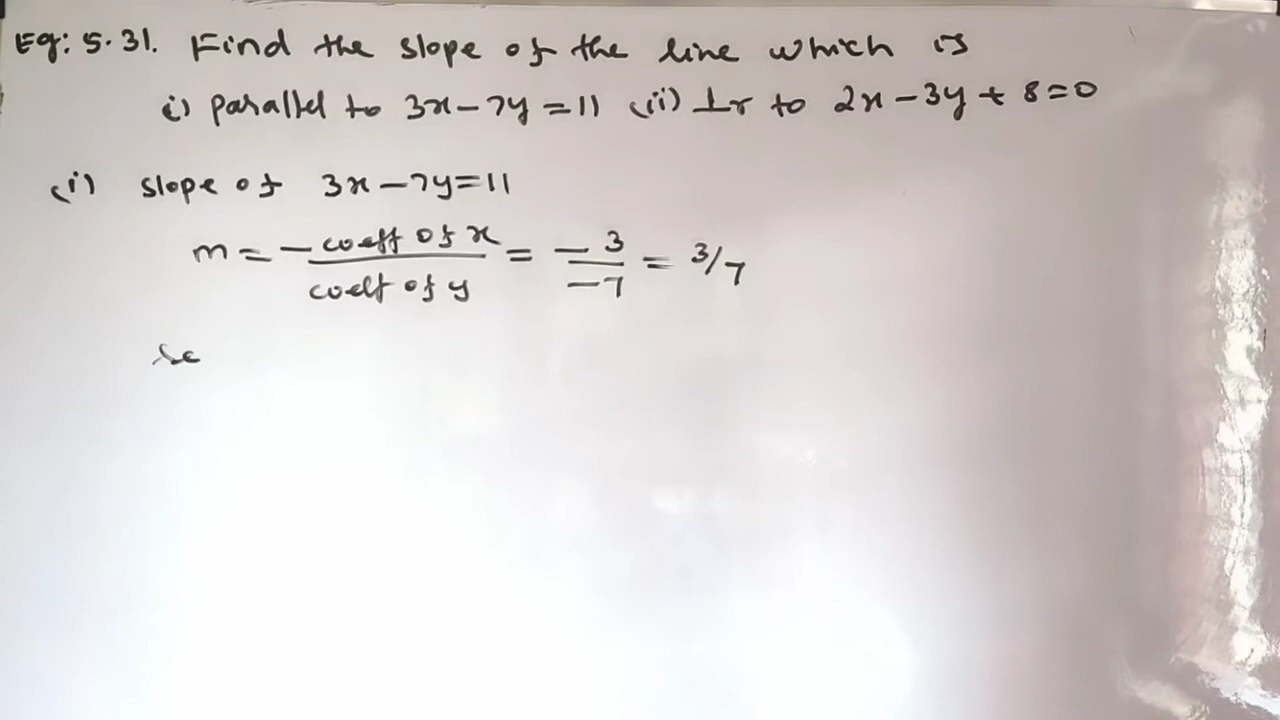 Eg: 5.31. Find the slope of the line which is
i) parallel to 3x-7y=11 (ii) ⊥r to 2x-3y+8=0
(i) slope of 3x-7y=11
m = - coeff of x / coeff of y = - 3 / -7 = 3/7